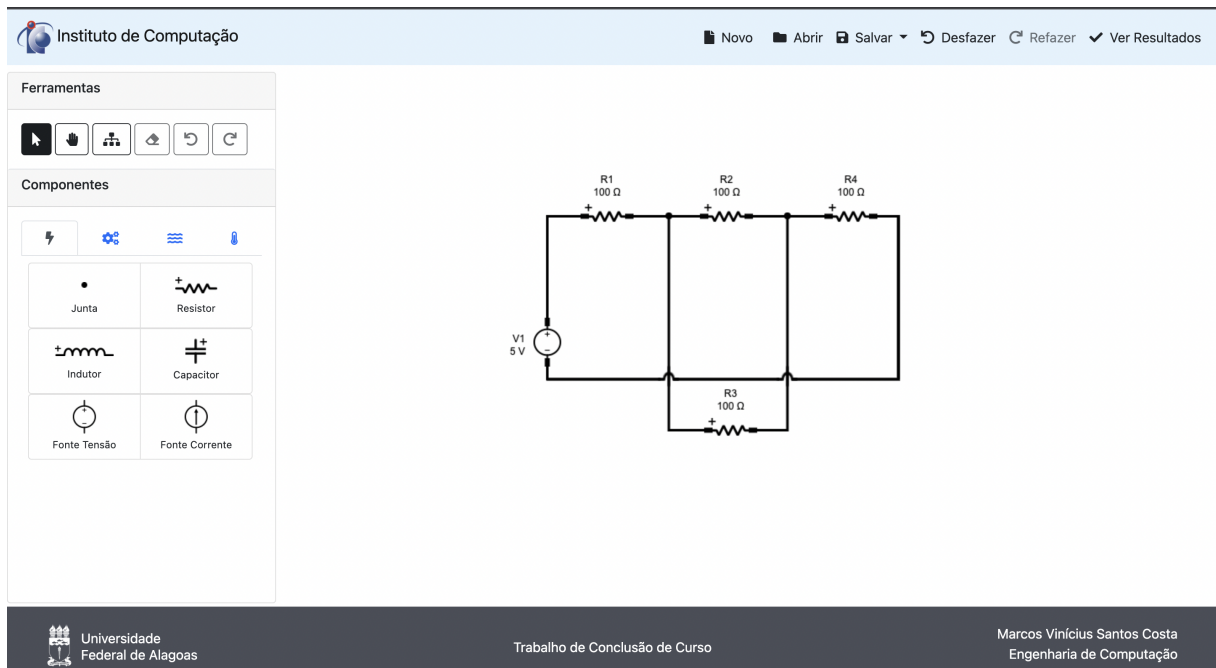 Instituto de Computação
Novo
Abrir
Salvar
Desfazer
Refazer
Ver Resultados
Ferramentas
Componentes
Junta
Resistor
Indutor
Capacitor
Fonte Tensão
Fonte Corrente
R1
100 Ω
R2
100 Ω
R4
100 Ω
V1
5 V
R3
100 Ω
Universidade
Federal de Alagoas
Trabalho de Conclusão de Curso
Marcos Vinícius Santos Costa
Engenharia de Computação